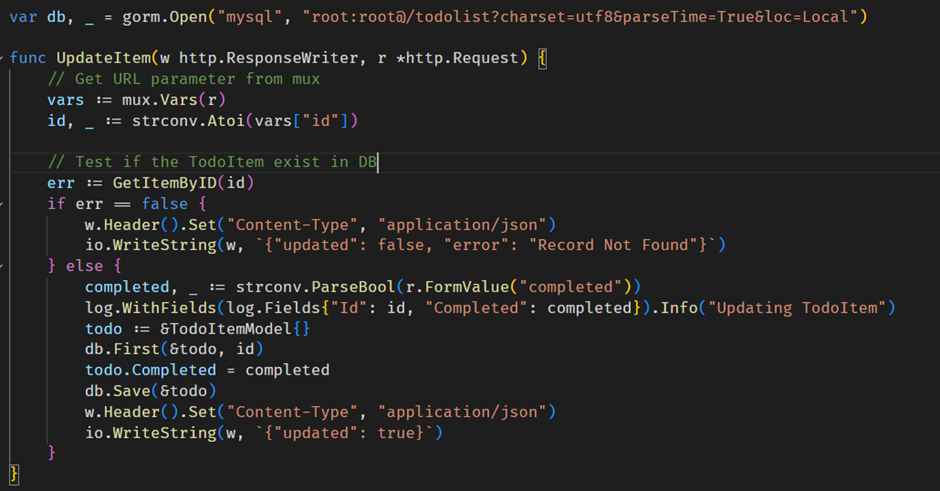 var db, _ = gorm.Open("mysql", "root:root@/todolist?charset=utf8&parseTime=True&loc=Local")
func UpdateItem(w http.ResponseWriter, r *http.Request) {
// Get URL parameter from mux
vars := mux.Vars(r)
id, _ := strconv.Atoi(vars["id"])
// Test if the TodoItem exist in DB
err := GetItemByID(id)
if err == false {
w.Header().Set("Content-Type", "application/json")
io.WriteString(w, `{"updated": false, "error": "Record Not Found"}`)
} else {
completed, _ := strconv.ParseBool(r.FormValue("completed"))
log.WithFields(log.Fields{"Id": id, "Completed": completed}).Info("Updating TodoItem")
todo := &TodoItemModel{}
db.First(&todo, id)
todo.Completed = completed
db.Save(&todo)
w.Header().Set("Content-Type", "application/json")
io.WriteString(w, `{"updated": true}`)
}
}